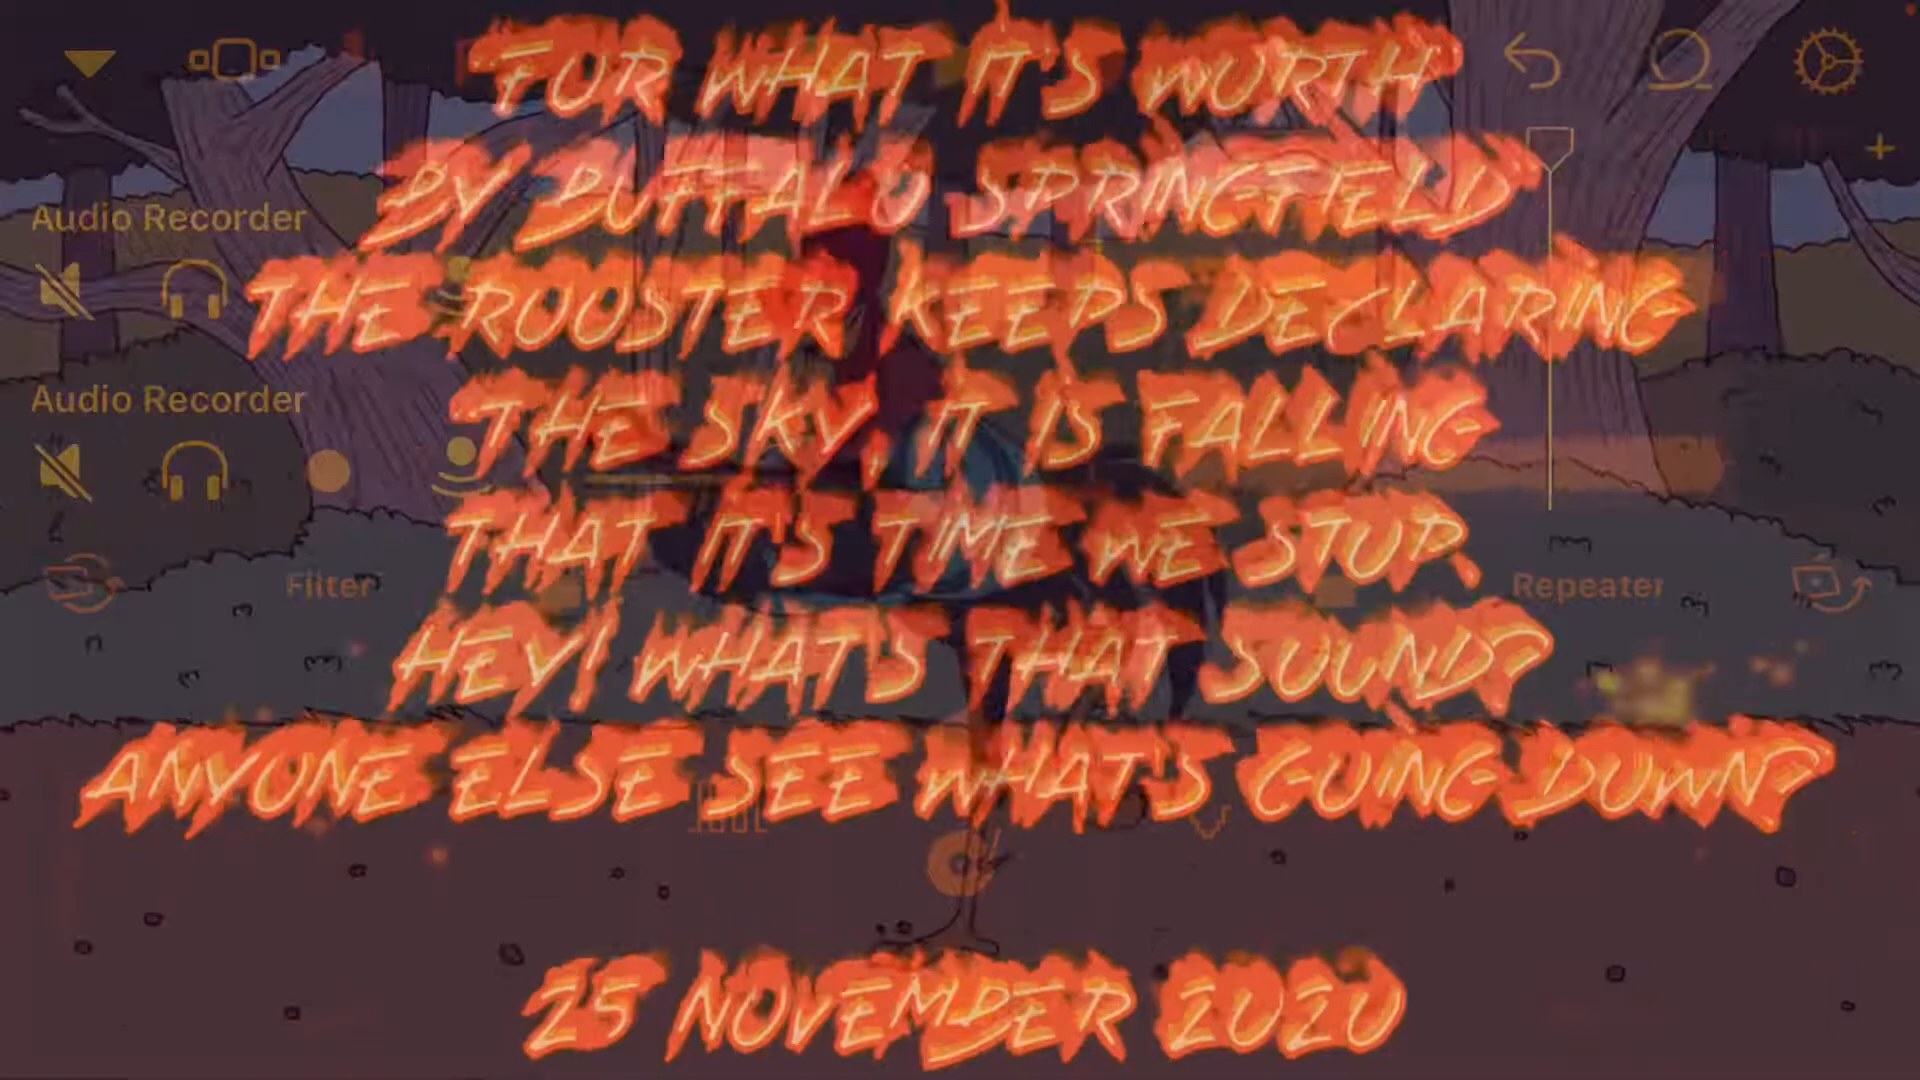 FOR WHAT IT'S WORTH
BY BUFFALO SPRINGFIELD
Audio Recorder
THE ROOSTER KEEPS DECLARING
Audio Recorder
THE SKY, IT IS FALLING
THAT IT'S TIME WE STOP,
Filter
Repeater
HEY! WHAT'S THAT SOUND?
ANYONE ELSE SEE WHAT'S GOING DOWN?
25 NOVEMBER 2020